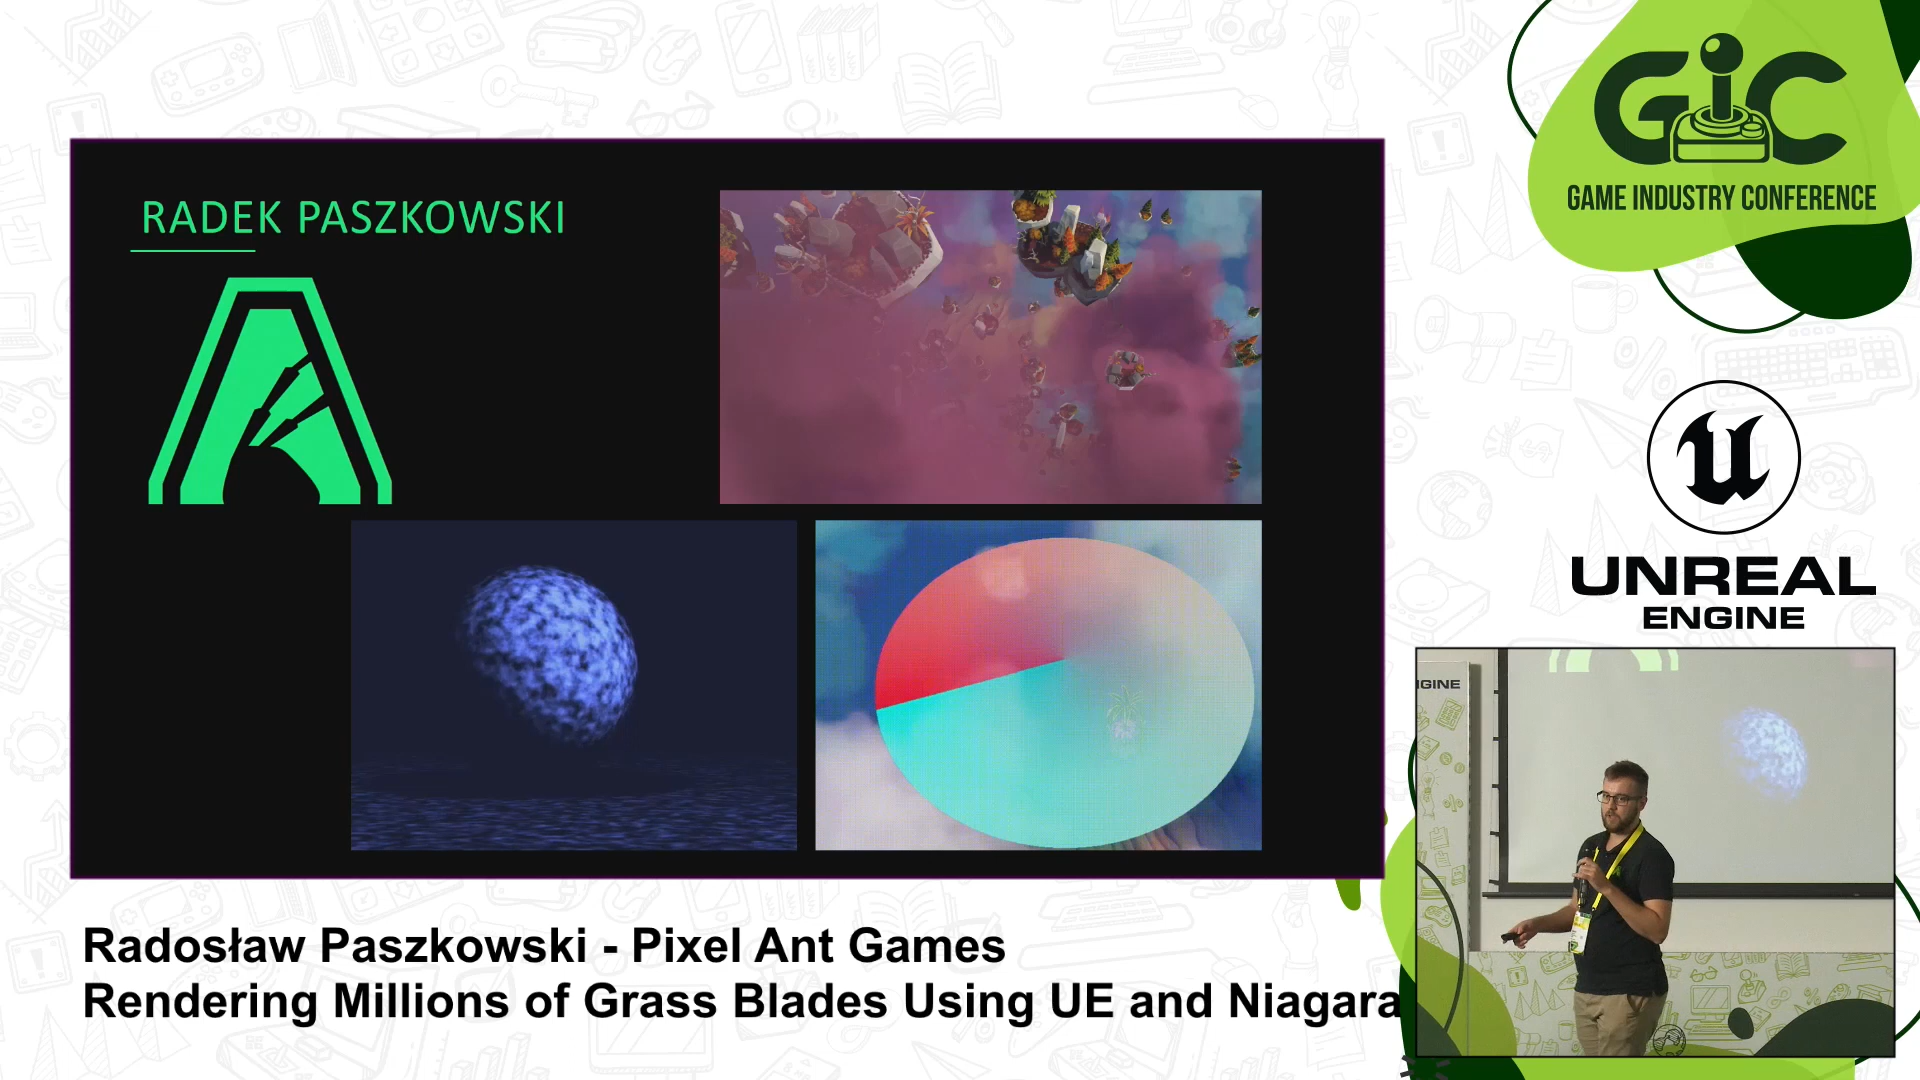 RADEK PASZKOWSKI
GiC
GAME INDUSTRY CONFERENCE
UNREAL
ENGINE
IGINE
Radosław Paszkowski - Pixel Ant Games
Rendering Millions of Grass Blades Using UE and Niagara